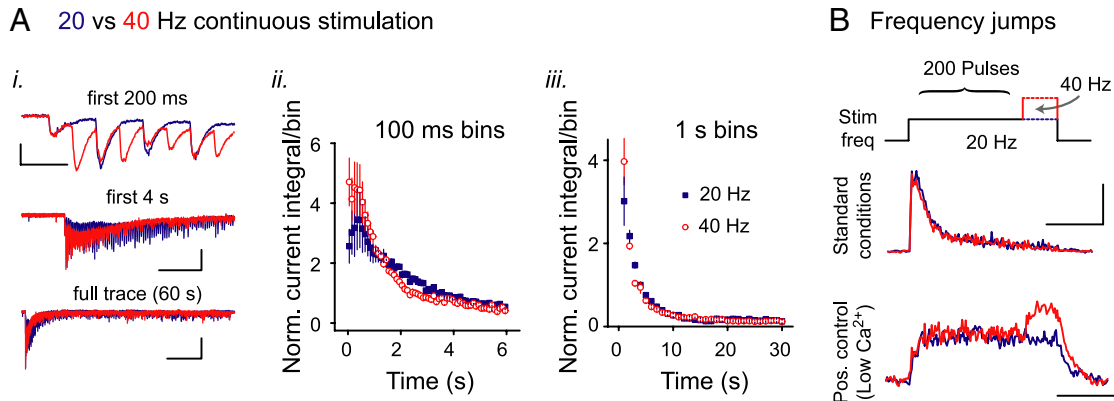 A 20 vs 40 Hz continuous stimulation
i.
first 200 ms
first 4 s
full trace (60 s)
ii.
100 ms bins
Norm. current integral/bin
6
4
2
0
0 2 4 6
Time (s)
iii.
1 s bins
20 Hz
40 Hz
Norm. current integral/bin
4
2
0
0 10 20 30
Time (s)
B Frequency jumps
200 Pulses
40 Hz
Stim
freq
20 Hz
Standard
conditions
Pos. control
(Low Ca²⁺)